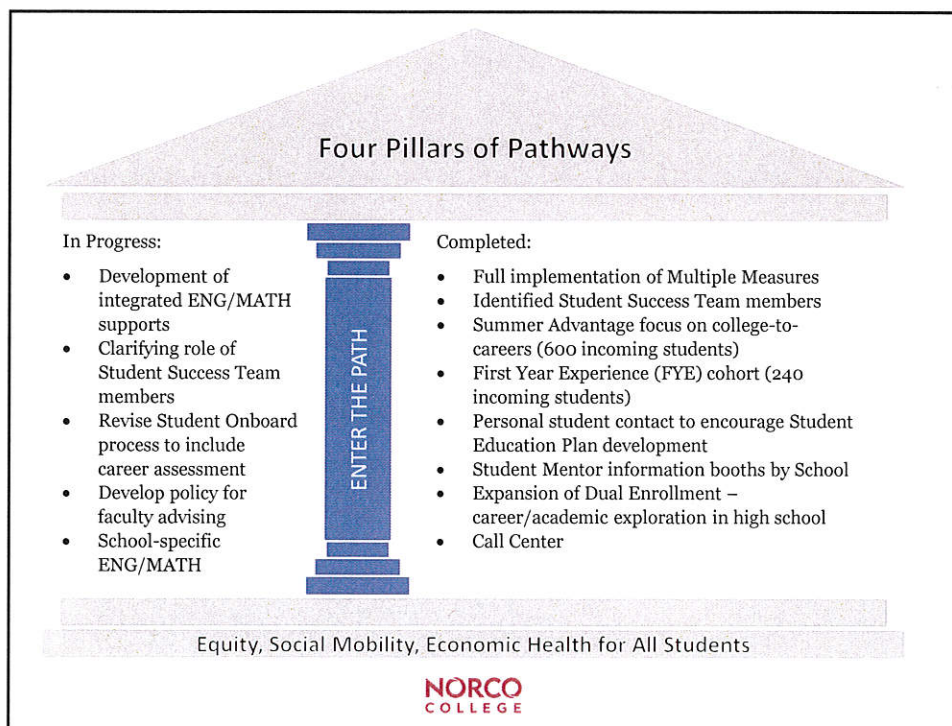 Four Pillars of Pathways
In Progress:
• Development of
integrated ENG/MATH
supports
• Clarifying role of
Student Success Team
members
• Revise Student Onboard
process to include
career assessment
• Develop policy for
faculty advising
• School-specific
ENG/MATH
ENTER THE PATH
Completed:
• Full implementation of Multiple Measures
• Identified Student Success Team members
• Summer Advantage focus on college-to-
careers (600 incoming students)
• First Year Experience (FYE) cohort (240
incoming students)
• Personal student contact to encourage Student
Education Plan development
• Student Mentor information booths by School
• Expansion of Dual Enrollment –
career/academic exploration in high school
• Call Center
Equity, Social Mobility, Economic Health for All Students
NORCO
COLLEGE